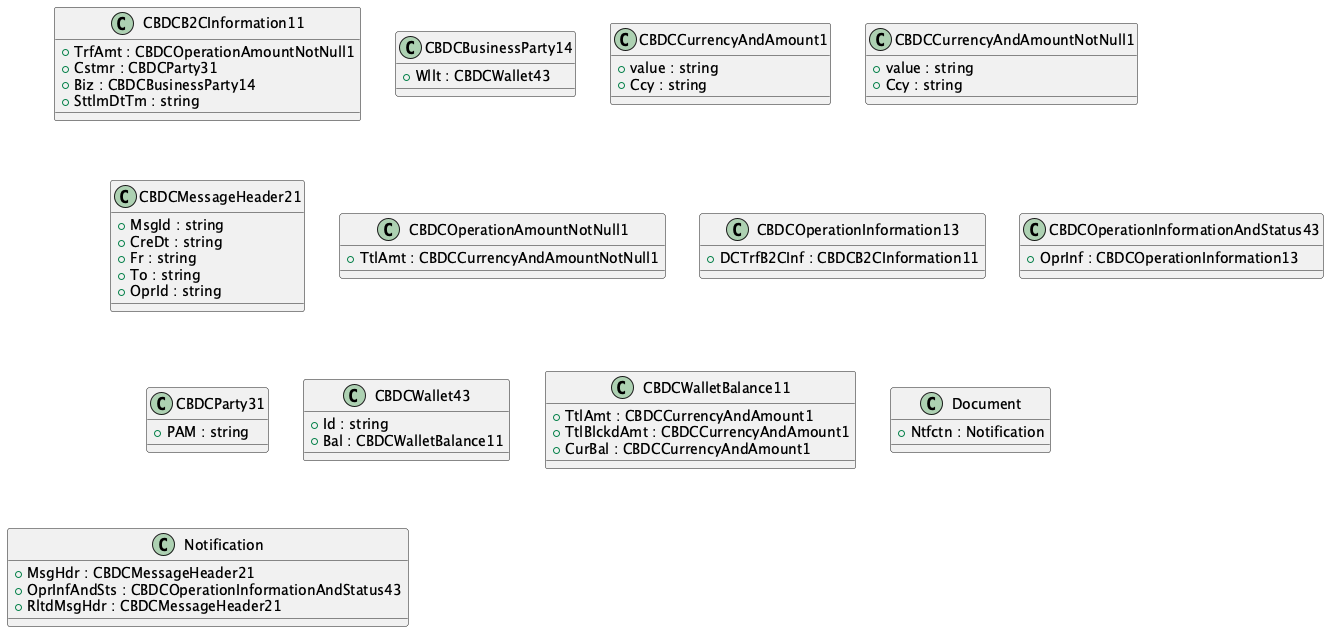 C CBDCB2CInformation11
TrfAmt : CBDCOperationAmountNotNull1
Cstmr : CBDCParty31
Biz : CBDCBusinessParty14
SttlmDtTm : string
C CBDCBusinessParty14
Wllt : CBDCWallet43
C CBDCCurrencyAndAmount1
value : string
Ccy : string
C CBDCCurrencyAndAmountNotNull1
value : string
Ccy : string
C CBDCMessageHeader21
MsgId : string
CreDt : string
Fr : string
To : string
OprId : string
C CBDCOperationAmountNotNull1
TtlAmt : CBDCCurrencyAndAmountNotNull1
C CBDCOperationInformation13
DCTrfB2CInf : CBDCB2CInformation11
C CBDCOperationInformationAndStatus43
OprInf : CBDCOperationInformation13
C CBDCParty31
PAM : string
C CBDCWallet43
Id : string
Bal : CBDCWalletBalance11
C CBDCWalletBalance11
TtlAmt : CBDCCurrencyAndAmount1
TtlBlckdAmt : CBDCCurrencyAndAmount1
CurBal : CBDCCurrencyAndAmount1
C Document
Ntfctn : Notification
C Notification
MsgHdr : CBDCMessageHeader21
OprInfAndSts : CBDCOperationInformationAndStatus43
RltdMsgHdr : CBDCMessageHeader21